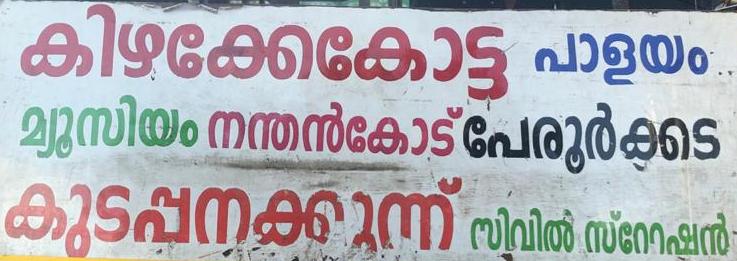 കിഴക്കേകോട്ട പാളയം
മ്യൂസിയം നന്തൻകോട് പേരൂർക്കട
കുടപ്പനക്കുന്ന് സിവിൽ സ്റ്റേഷൻ